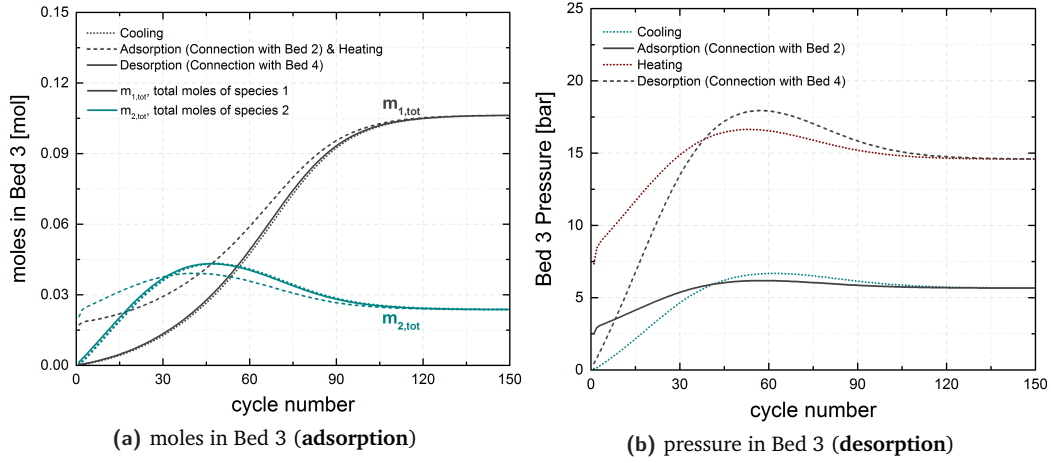 0.15
0.12
0.09
0.06
0.03
0.00
moles in Bed 3 [mol]
Cooling
Adsorption (Connection with Bed 2) & Heating
Desorption (Connection with Bed 4)
m1,tot, total moles of species 1
m2,tot, total moles of species 2
m1,tot
m2,tot
0 30 60 90 120 150
cycle number
(a) moles in Bed 3 (adsorption)
25
20
15
10
5
0
Bed 3 Pressure [bar]
Cooling
Adsorption (Connection with Bed 2)
Heating
Desorption (Connection with Bed 4)
0 30 60 90 120 150
cycle number
(b) pressure in Bed 3 (desorption)